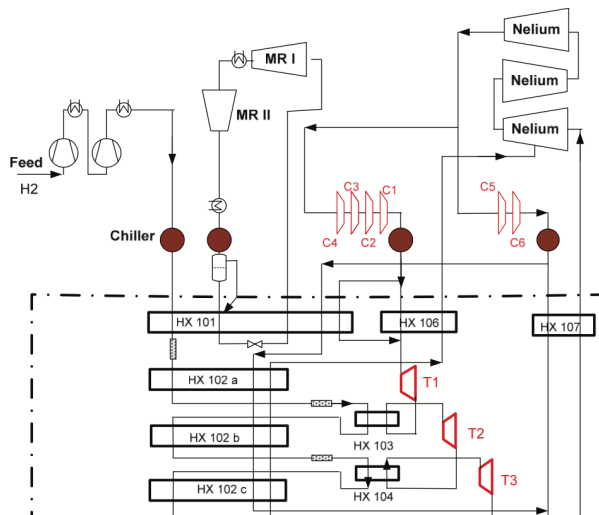 Nelium
MR I
Nelium
MR II
Nelium
Feed
H2
C3
C1
C5
C4
C2
C6
Chiller
HX 101
HX 106
HX 107
HX 102 a
T1
HX 103
T2
HX 102 b
HX 104
T3
HX 102 c